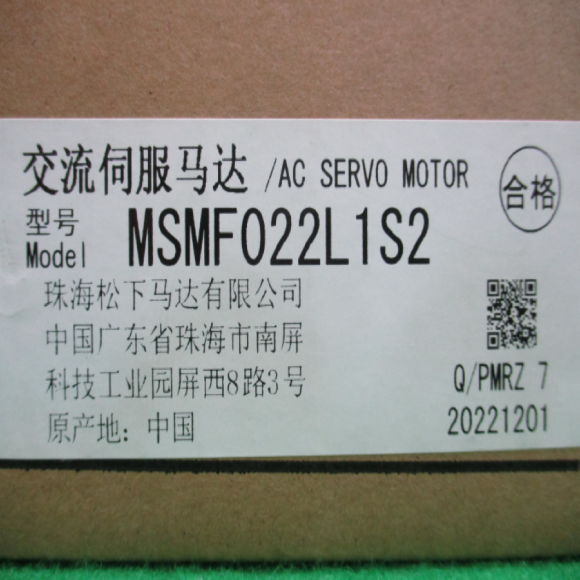 交流伺服马达 /AC SERVO MOTOR
合格
型号
Model MSMF022L1S2
珠海松下马达有限公司
中国广东省珠海市南屏
科技工业园屏西8路3号
Q/PMRZ 7
原产地: 中国
20221201